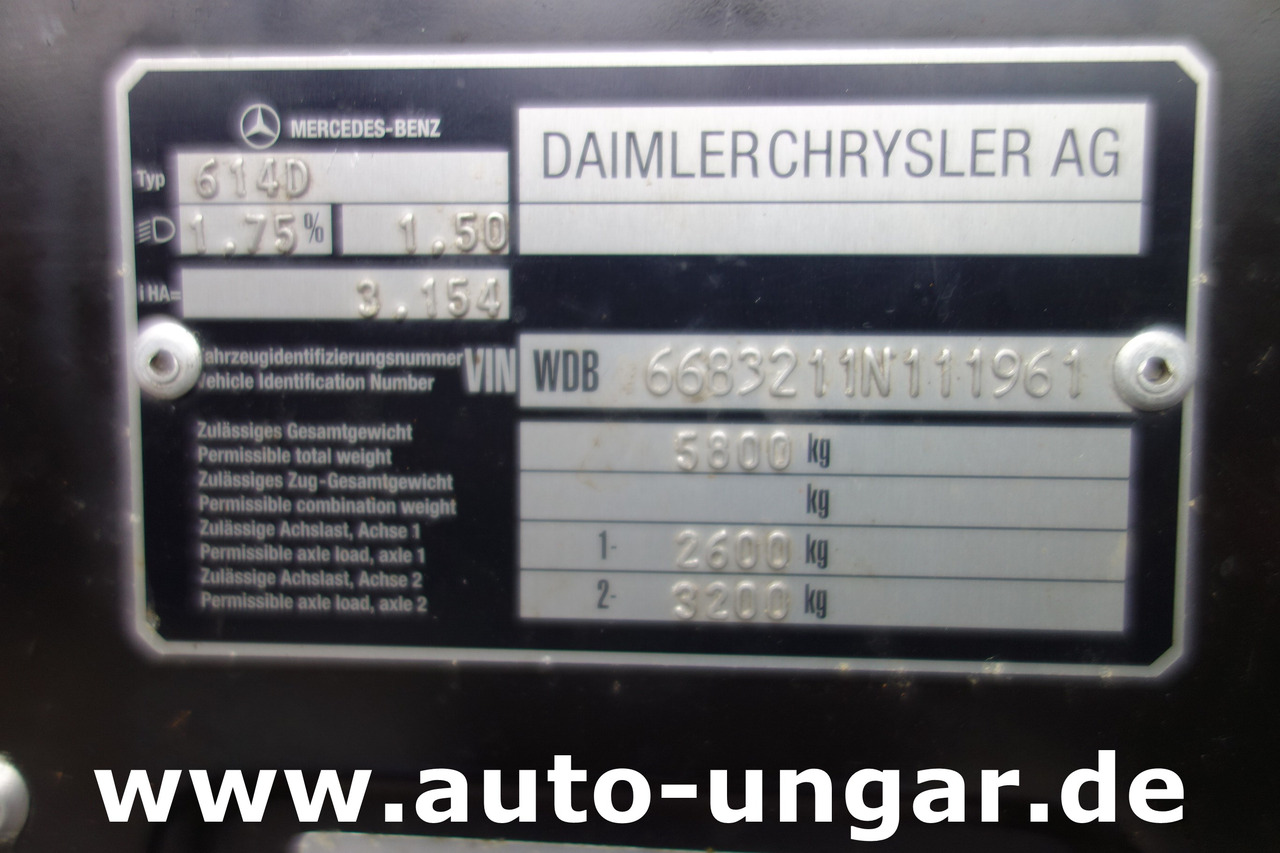 MERCEDES-BENZ
DAIMLERCHRYSLER AG
Typ 614D
1.75% 1.50
i HA= 3.154
Fahrzeugidentifizierungsnummer
Vehicle Identification Number
VIN WDB 6683211N111961
Zulässiges Gesamtgewicht
Permissible total weight
5800 kg
Zulässiges Zug-Gesamtgewicht
Permissible combination weight
kg
Zulässige Achslast, Achse 1
Permissible axle load, axle 1
1- 2600 kg
Zulässige Achslast, Achse 2
Permissible axle load, axle 2
2- 3200 kg
www.auto-ungar.de